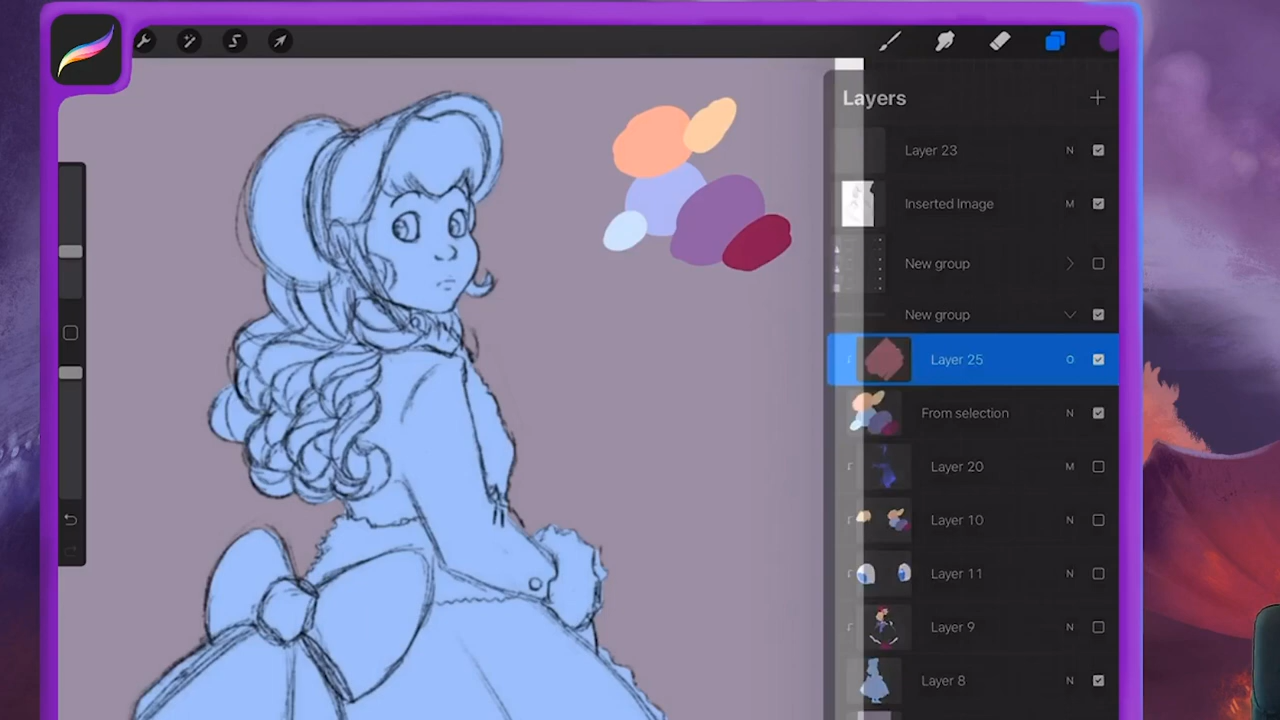 Layers
Layer 23 N
Inserted Image M
New group
New group
Layer 25 O
From selection N
Layer 20 M
Layer 10 N
Layer 11 N
Layer 9 N
Layer 8 N